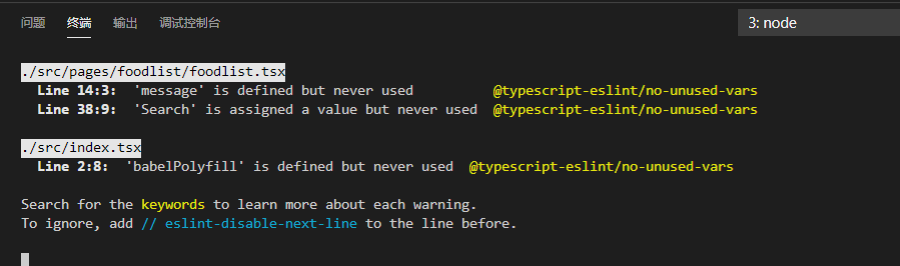 问题 终端 输出 调试控制台 3: node
./src/pages/foodlist/foodlist.tsx
Line 14:3: 'message' is defined but never used @typescript-eslint/no-unused-vars
Line 38:9: 'Search' is assigned a value but never used @typescript-eslint/no-unused-vars
./src/index.tsx
Line 2:8: 'babelPolyfill' is defined but never used @typescript-eslint/no-unused-vars
Search for the keywords to learn more about each warning.
To ignore, add // eslint-disable-next-line to the line before.